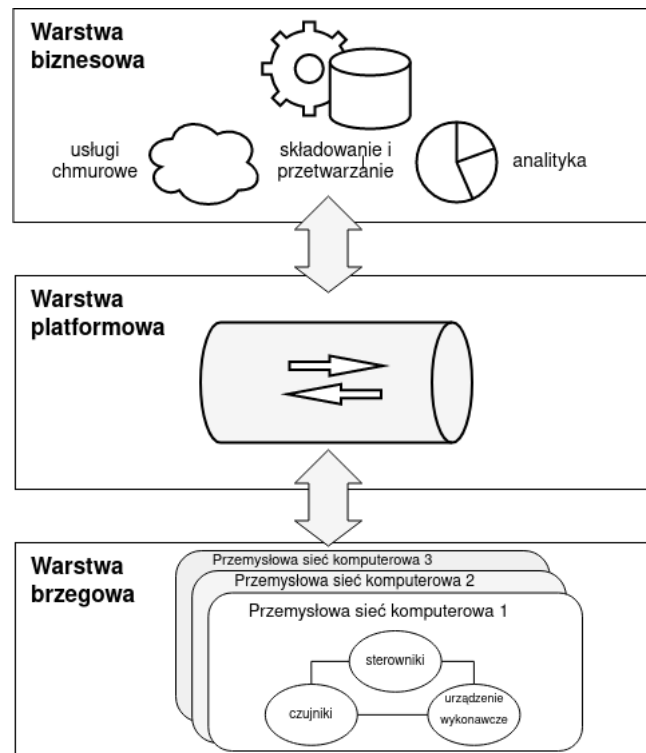 Warstwa
biznesowa
usługi
chmurowe
składowanie i
przetwarzanie
analityka
Warstwa
platformowa
Warstwa
brzegowa
Przemysłowa sieć komputerowa 3
Przemysłowa sieć komputerowa 2
Przemysłowa sieć komputerowa 1
sterowniki
czujniki
urządzenie
wykonawcze